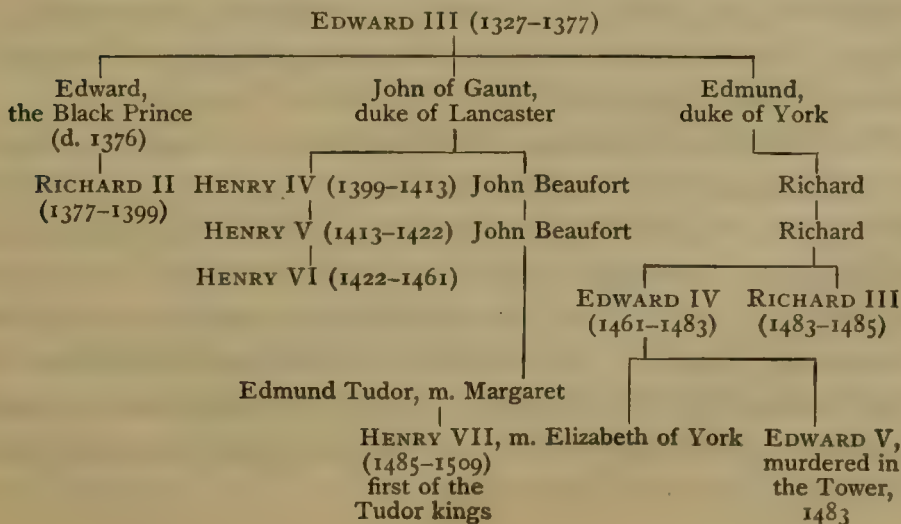 EDWARD III (1327–1377)
Edward,
the Black Prince
(d. 1376)
John of Gaunt,
duke of Lancaster
Edmund,
duke of York
RICHARD II
(1377–1399)
HENRY IV (1399–1413)
John Beaufort
Richard
HENRY V (1413–1422)
John Beaufort
Richard
HENRY VI (1422–1461)
EDWARD IV
(1461–1483)
RICHARD III
(1483–1485)
Edmund Tudor, m. Margaret
HENRY VII, m. Elizabeth of York
(1485–1509)
first of the
Tudor kings
EDWARD V,
murdered in
the Tower,
1483